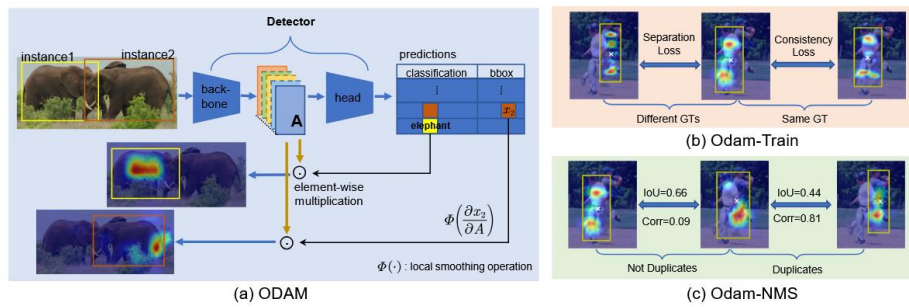 Detector
instance1
instance2
back-
bone
A
head
predictions
classification
bbox
⋮
⋮
elephant
x₂
element-wise
multiplication
Φ(∂x₂/∂A)
Φ(·) : local smoothing operation
(a) ODAM
Separation
Loss
Consistency
Loss
Different GTs
Same GT
(b) Odam-Train
IoU=0.66
Corr=0.09
IoU=0.44
Corr=0.81
Not Duplicates
Duplicates
(c) Odam-NMS